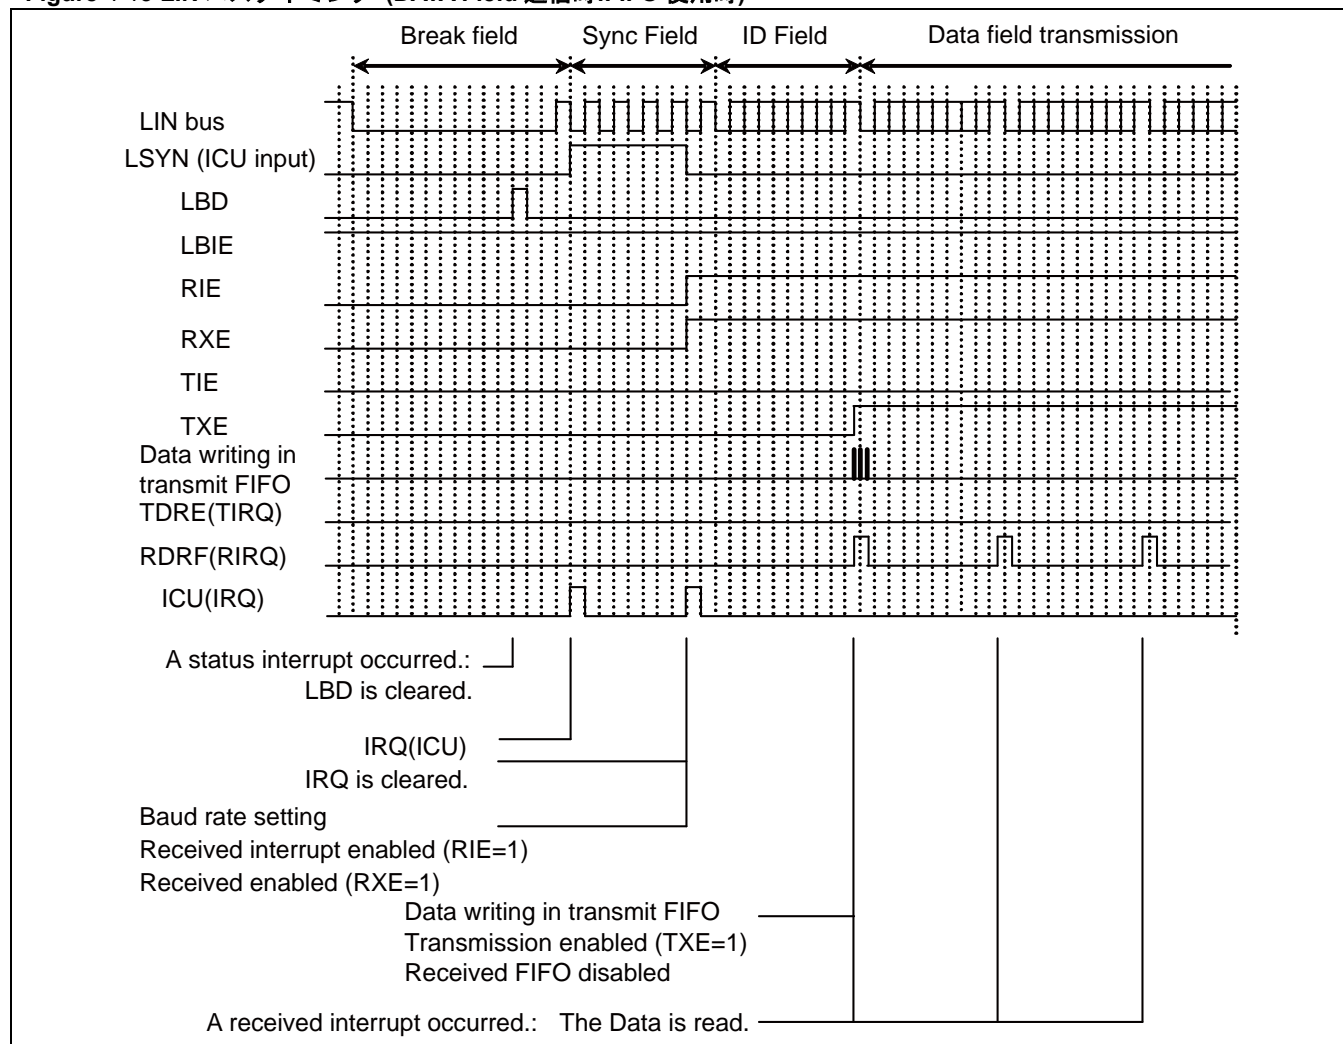 Break field Sync Field ID Field Data field transmission
LIN bus
LSYN (ICU input)
LBD
LBIE
RIE
RXE
TIE
TXE
Data writing in
transmit FIFO
TDRE(TIRQ)
RDRF(RIRQ)
ICU(IRQ)
A status interrupt occurred.:
LBD is cleared.
IRQ(ICU)
IRQ is cleared.
Baud rate setting
Received interrupt enabled (RIE=1)
Received enabled (RXE=1)
Data writing in transmit FIFO
Transmission enabled (TXE=1)
Received FIFO disabled
A received interrupt occurred.: The Data is read.